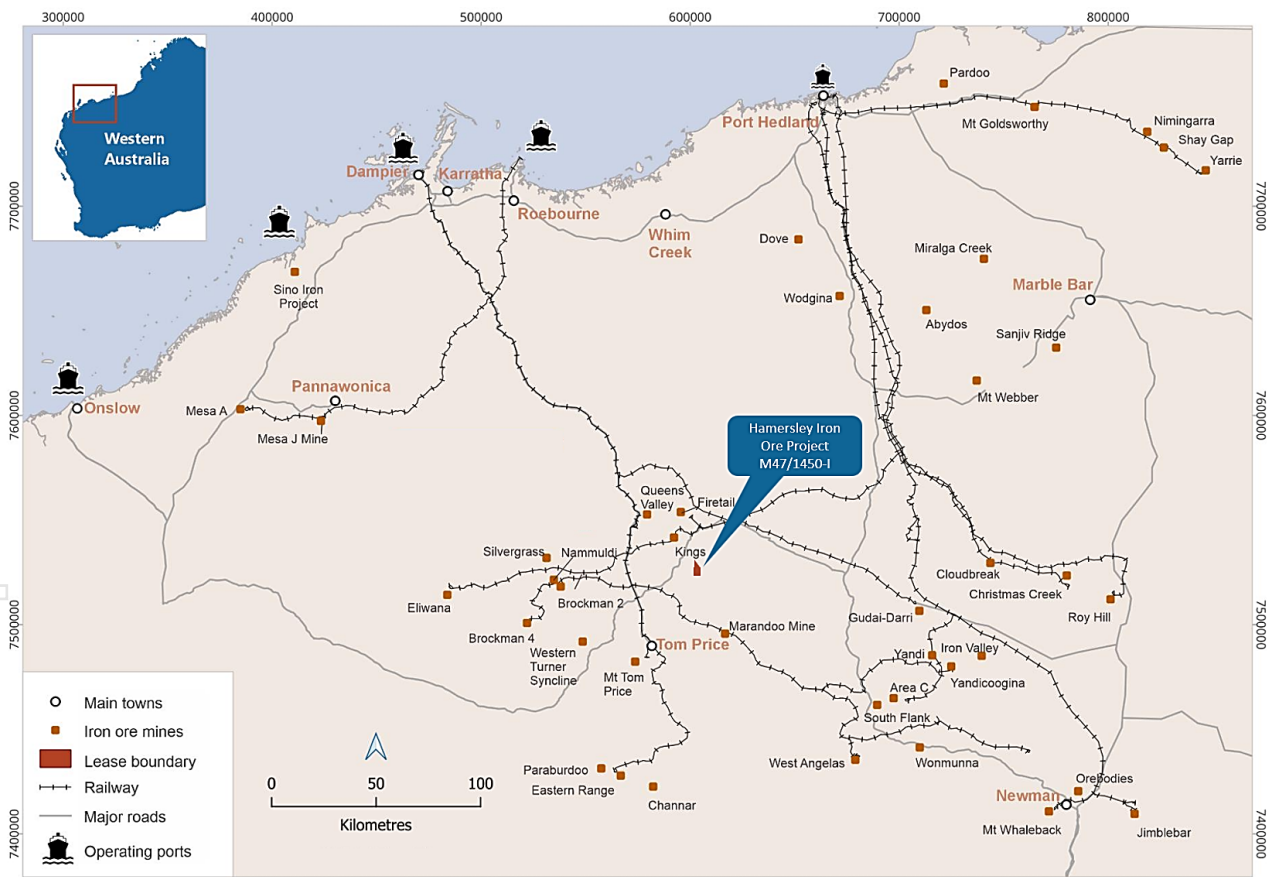 300000
400000
500000
600000
700000
800000
Western
Australia
Pardoo
Port Hedland
Mt Goldsworthy
Nimingarra
Shay Gap
Yarrie
Dampier
Karratha
Roebourne
7700000
7700000
Whim
Creek
Dove
Miralga Creek
Sino Iron
Project
Wodgina
Marble Bar
Abydos
Sanjiv Ridge
Pannawonica
Mt Webber
Onslow
Mesa A
Mesa J Mine
7600000
7600000
Hamersley Iron
Ore Project
M47/1450-I
Queens
Valley
Firetail
Silvergrass
Nammuldi
Kings
Cloudbreak
Christmas Creek
Eliwana
Brockman 2
Roy Hill
Gudai-Darri
Brockman 4
Marandoo Mine
7500000
7500000
Western
Turner
Syncline
Tom Price
Yandi
Iron Valley
Mt Tom
Price
Yandicoogina
Area C
South Flank
Main towns
Iron ore mines
Lease boundary
Railway
Major roads
Operating ports
0
50
100
Kilometres
Paraburdoo
Eastern Range
Channar
West Angelas
Wonmunna
Orebodies
Newman
Mt Whaleback
Jimblebar
7400000
7400000